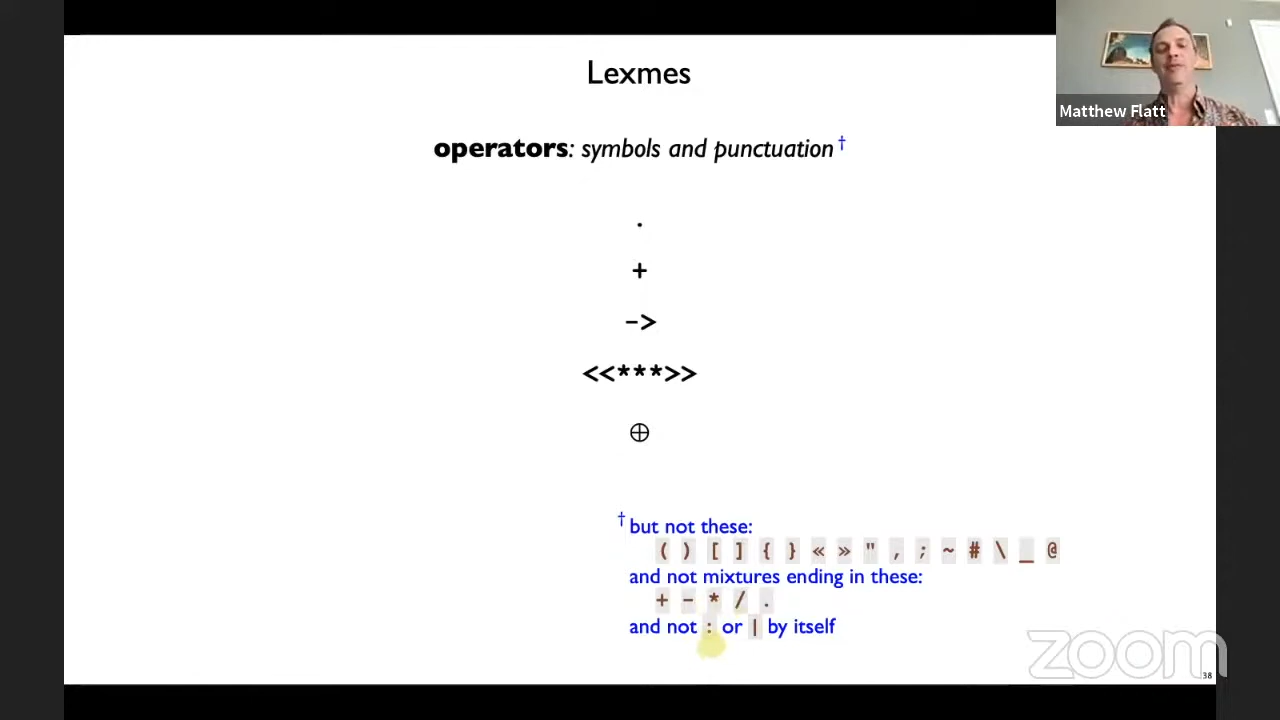 Lexmes
Matthew Flatt
operators: symbols and punctuation†
.
+
->
<<***>>
⊕
† but not these:
( ) [ ] { } « » " , ; ~ # \ _ @
and not mixtures ending in these:
+ - * / .
and not : or | by itself
zoom
38